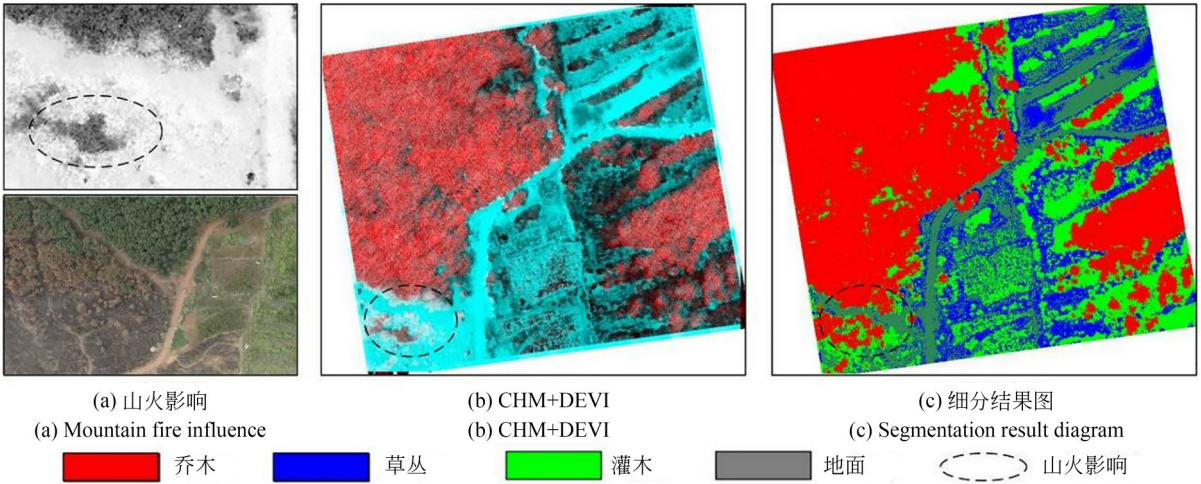 (a) 山火影响
(b) CHM+DEVI
(c) 细分结果图
(a) Mountain fire influence
(b) CHM+DEVI
(c) Segmentation result diagram
乔木
草丛
灌木
地面
山火影响